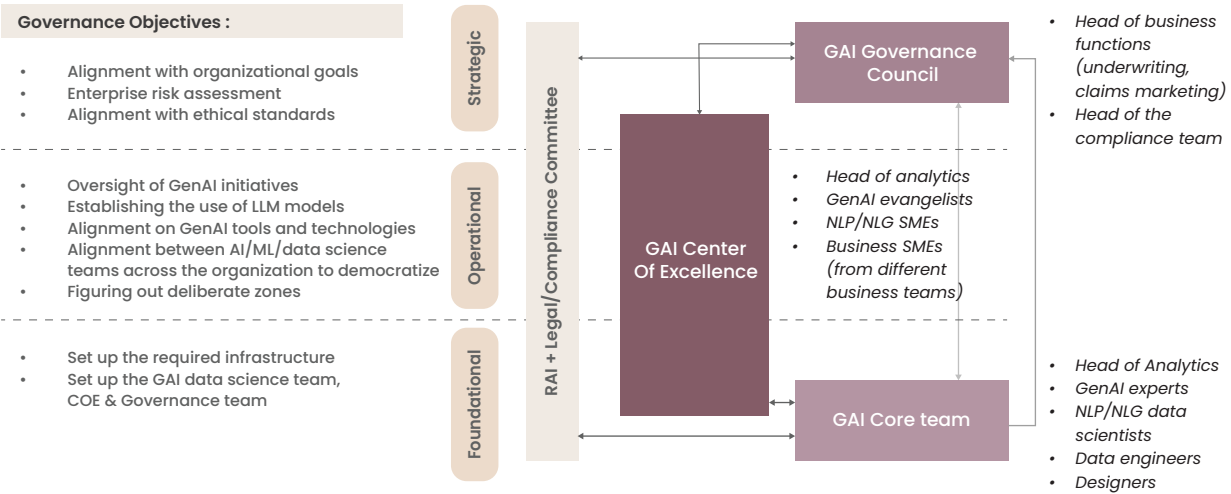 Governance Objectives :
• Alignment with organizational goals
• Enterprise risk assessment
• Alignment with ethical standards
Strategic
• Oversight of GenAI initiatives
• Establishing the use of LLM models
• Alignment on GenAI tools and technologies
• Alignment between AI/ML/data science
teams across the organization to democratize
• Figuring out deliberate zones
Operational
• Set up the required infrastructure
• Set up the GAI data science team,
COE & Governance team
Foundational
RAI + Legal/Compliance Committee
GAI Governance
Council
• Head of business
functions
(underwriting,
claims marketing)
• Head of the
compliance team
GAI Center
Of Excellence
• Head of analytics
• GenAI evangelists
• NLP/NLG SMEs
• Business SMEs
(from different
business teams)
GAI Core team
• Head of Analytics
• GenAI experts
• NLP/NLG data
scientists
• Data engineers
• Designers